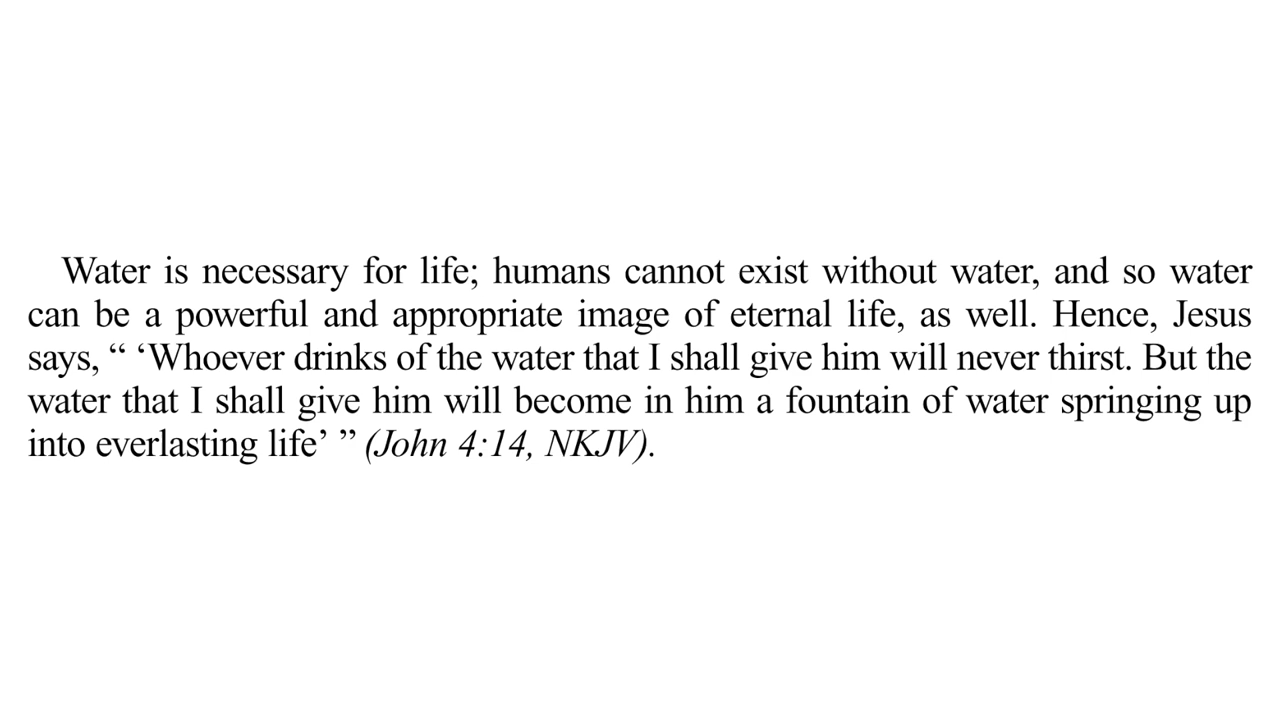 Water is necessary for life; humans cannot exist without water, and so water
can be a powerful and appropriate image of eternal life, as well. Hence, Jesus
says, “ ‘Whoever drinks of the water that I shall give him will never thirst. But the
water that I shall give him will become in him a fountain of water springing up
into everlasting life’ ” (John 4:14, NKJV).